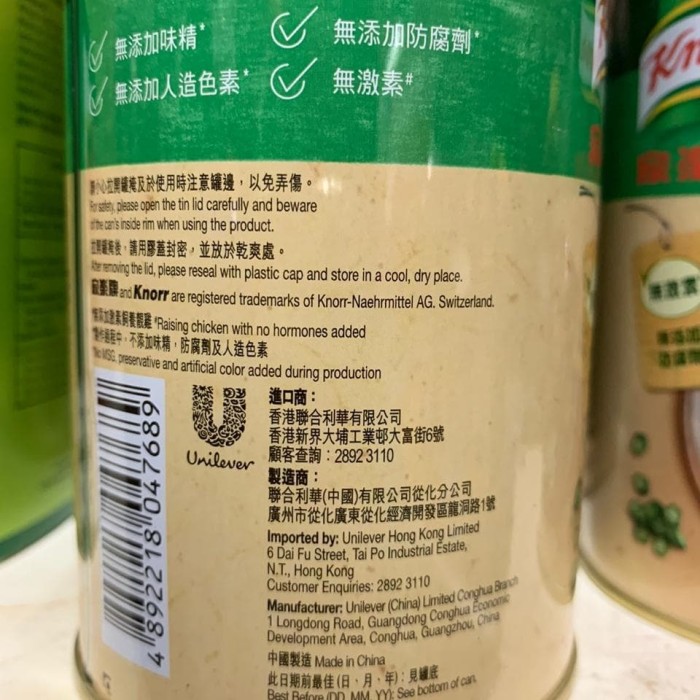 無添加味精*
無添加防腐劑*
無添加人造色素*
無激素#
小心拉開罐掩及於使用時注意罐邊，以免弄傷。
For safety, please open the tin lid carefully and beware
of the can's inside rim when using the product.
拉開罐掩後，請用膠蓋封密，並放於乾爽處。
After removing the lid, please reseal with plastic cap and store in a cool, dry place.
and Knorr are registered trademarks of Knorr-Naehrmittel AG. Switzerland.
#無添加激素飼養雞 #Raising chicken with no hormones added
*製作過程中，不添加味精，防腐劑及人造色素
*No MSG, preservative and artificial color added during production
Unilever
進口商：
香港聯合利華有限公司
香港新界大埔工業邨大富街6號
顧客查詢：2892 3110
製造商：
聯合利華(中國)有限公司從化分公司
廣州市從化廣東從化經濟開發區龍洞路1號
Imported by: Unilever Hong Kong Limited
6 Dai Fu Street, Tai Po Industrial Estate,
N.T., Hong Kong
Customer Enquiries: 2892 3110
Manufacturer: Unilever (China) Limited Conghua Branch
1 Longdong Road, Guangdong Conghua Economic
Development Area, Conghua, Guangzhou, China
中國製造 Made in China
此日期前最佳 (日、月、年)：見罐底
Best Before (DD, MM, YY): See bottom of can.
4 892218 047689
Kn